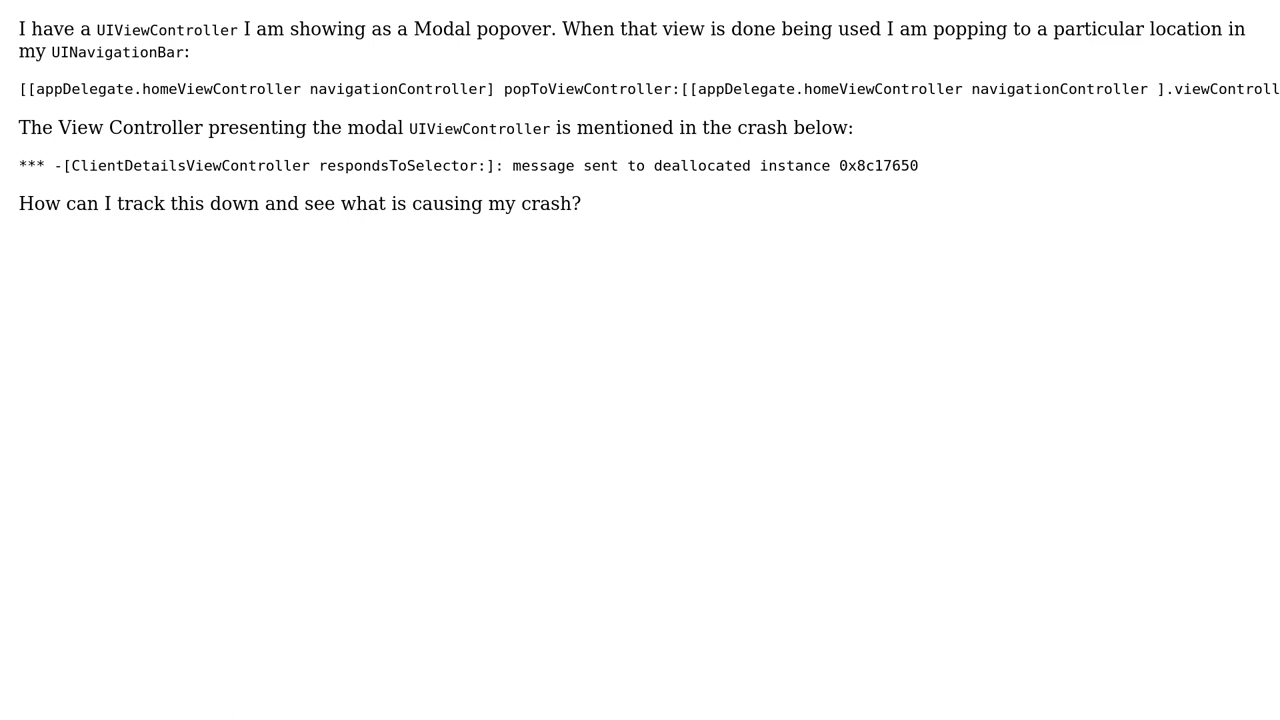 I have a UIViewController I am showing as a Modal popover. When that view is done being used I am popping to a particular location in
my UINavigationBar:
[[appDelegate.homeViewController navigationController] popToViewController:[[appDelegate.homeViewController navigationController ].viewControll
The View Controller presenting the modal UIViewController is mentioned in the crash below:
*** -[ClientDetailsViewController respondsToSelector:]: message sent to deallocated instance 0x8c17650
How can I track this down and see what is causing my crash?